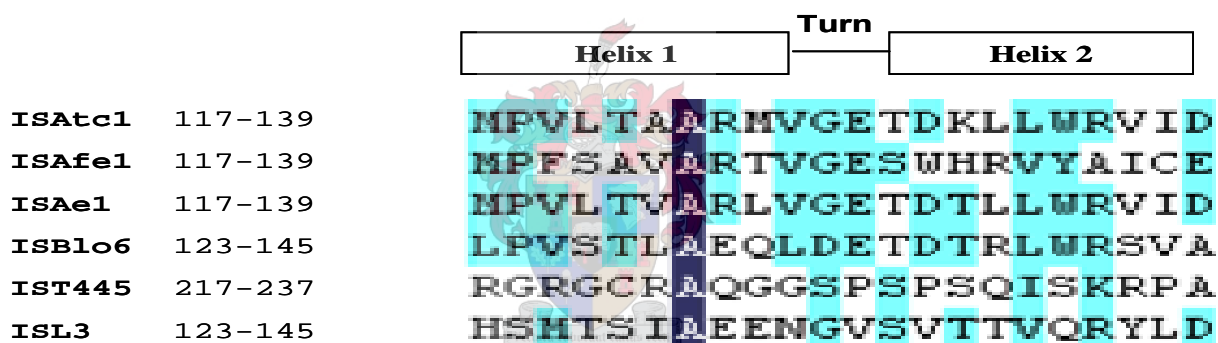 Turn
Helix 1 Helix 2
ISAtc1 117-139 MPVLTAARMVGETDKLLWRVID
ISAfe1 117-139 MPFSAVARTVGESWHRVYAICE
ISAe1 117-139 MPVLTVARLVGETDTLLWRVID
ISBlo6 123-145 LPVSTLAEQLDETDTRLWRSVA
IST445 217-237 RGRGCRAQGGSPSPSQISKRPA
ISL3 123-145 HSMTSIAEENGVSVTTVQRYLD